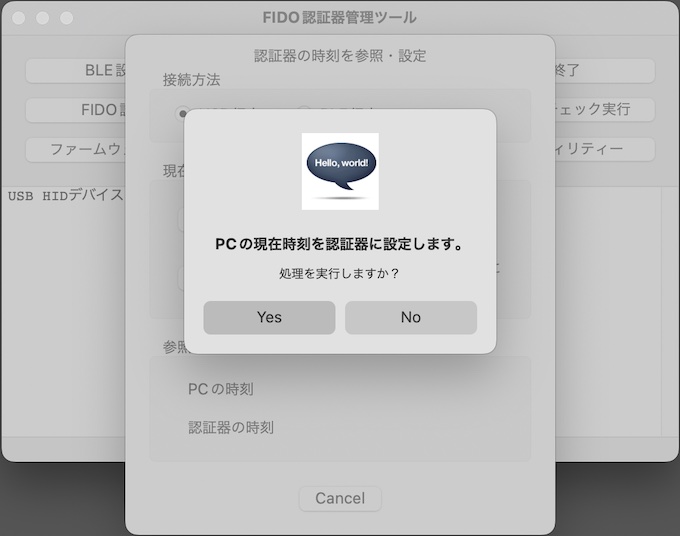 FIDO認証器管理ツール
認証器の時刻を参照・設定
BLE設
接続方法
終了
FIDO認
チェック実行
ファームウ
ィリティー
Hello, world!
現在
USB HIDデバイス
PCの現在時刻を認証器に設定します。
処理を実行しますか？
に
Yes
No
参照
PCの時刻
認証器の時刻
Cancel